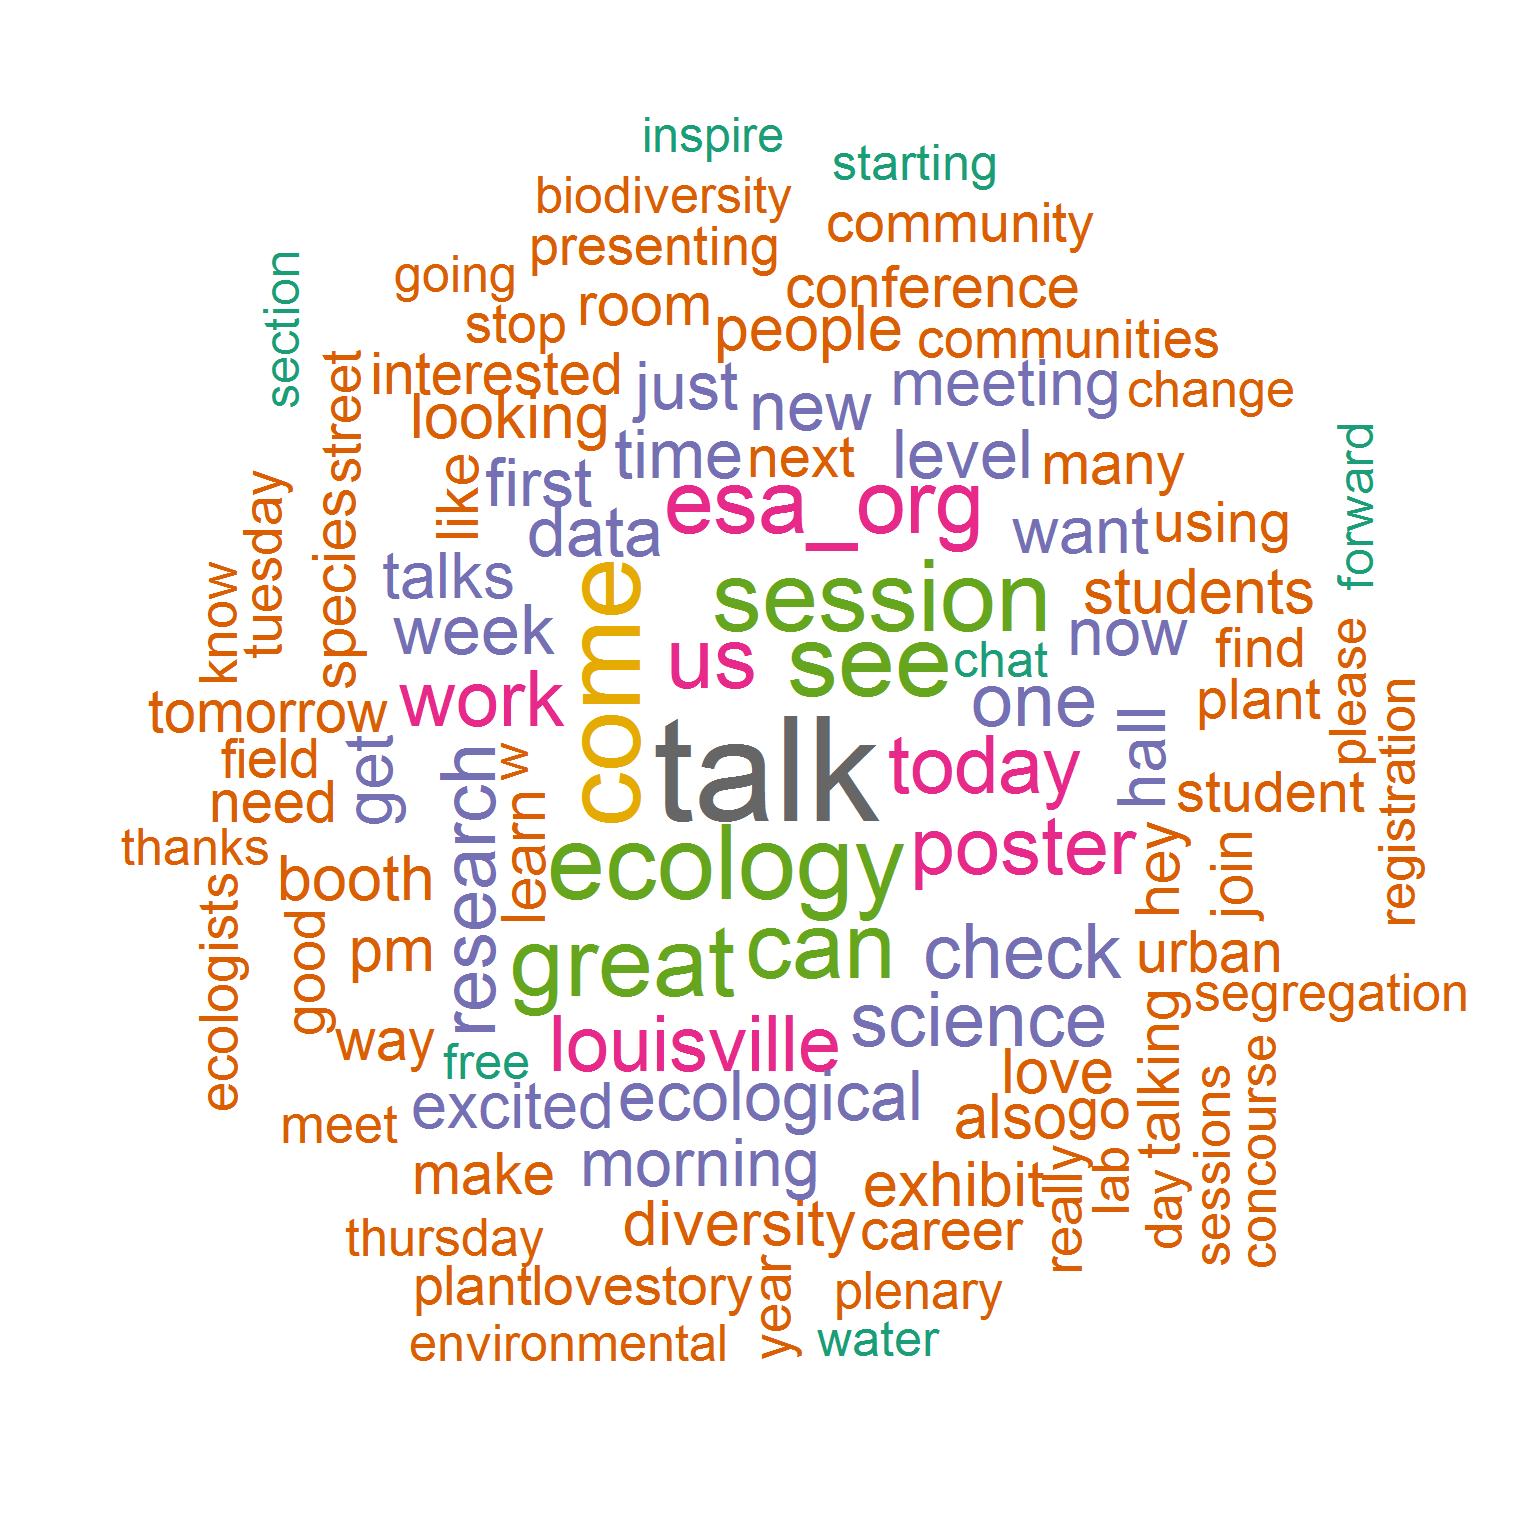 inspire
starting
biodiversity
community
presenting
going
conference
section
room
stop
people
communities
interested
just
meeting
change
street
looking
new
time
next
level
many
forward
like
first
esa_org
tuesday
data
want
using
species
know
talks
come
session
students
week
us
see
chat
now
find
please
work
one
plant
tomorrow
talk
today
hall
registration
field
get
research
w
need
student
thanks
learn
ecology
poster
hey
join
booth
ecologists
good
pm
great
can
check
urban
segregation
way
free
louisville
science
love
talking
meet
excited
ecological
also
go
sessions
concourse
make
morning
exhibit
really
lab
day
thursday
diversity
career
plantlovestory
year
plenary
environmental
water